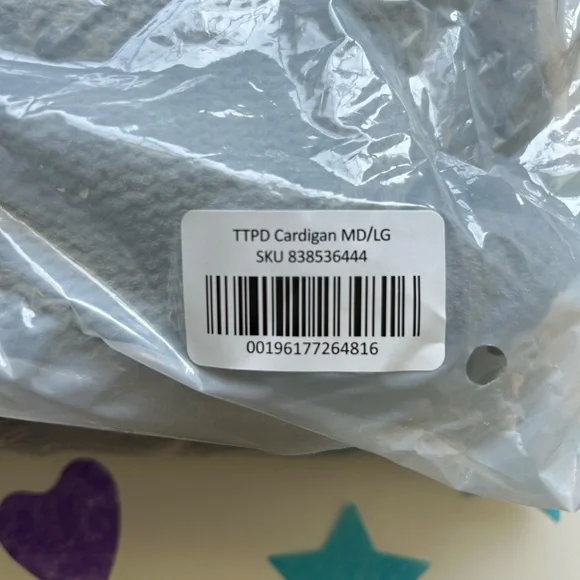 TTPD Cardigan MD/LG
SKU 838536444
00196177264816